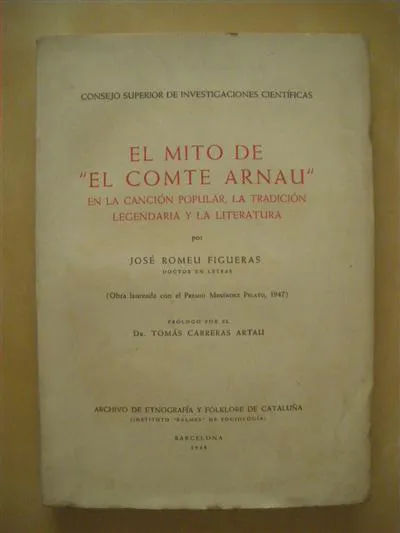 CONSEJO SUPERIOR DE INVESTIGACIONES CIENTÍFICAS
EL MITO DE
"EL COMTE ARNAU"
EN LA CANCIÓN POPULAR, LA TRADICIÓN
LEGENDARIA Y LA LITERATURA
por
JOSÉ ROMEU FIGUERAS
DOCTOR EN LETRAS
(Obra laureada con el PREMIO MENÉNDEZ PELAYO, 1947)
PRÓLOGO POR EL
DR. TOMÁS CARRERAS ARTAU
ARCHIVO DE ETNOGRAFÍA Y FOLKLORE DE CATALUÑA
(INSTITUTO "BALMES" DE SOCIOLOGÍA)
BARCELONA
1948